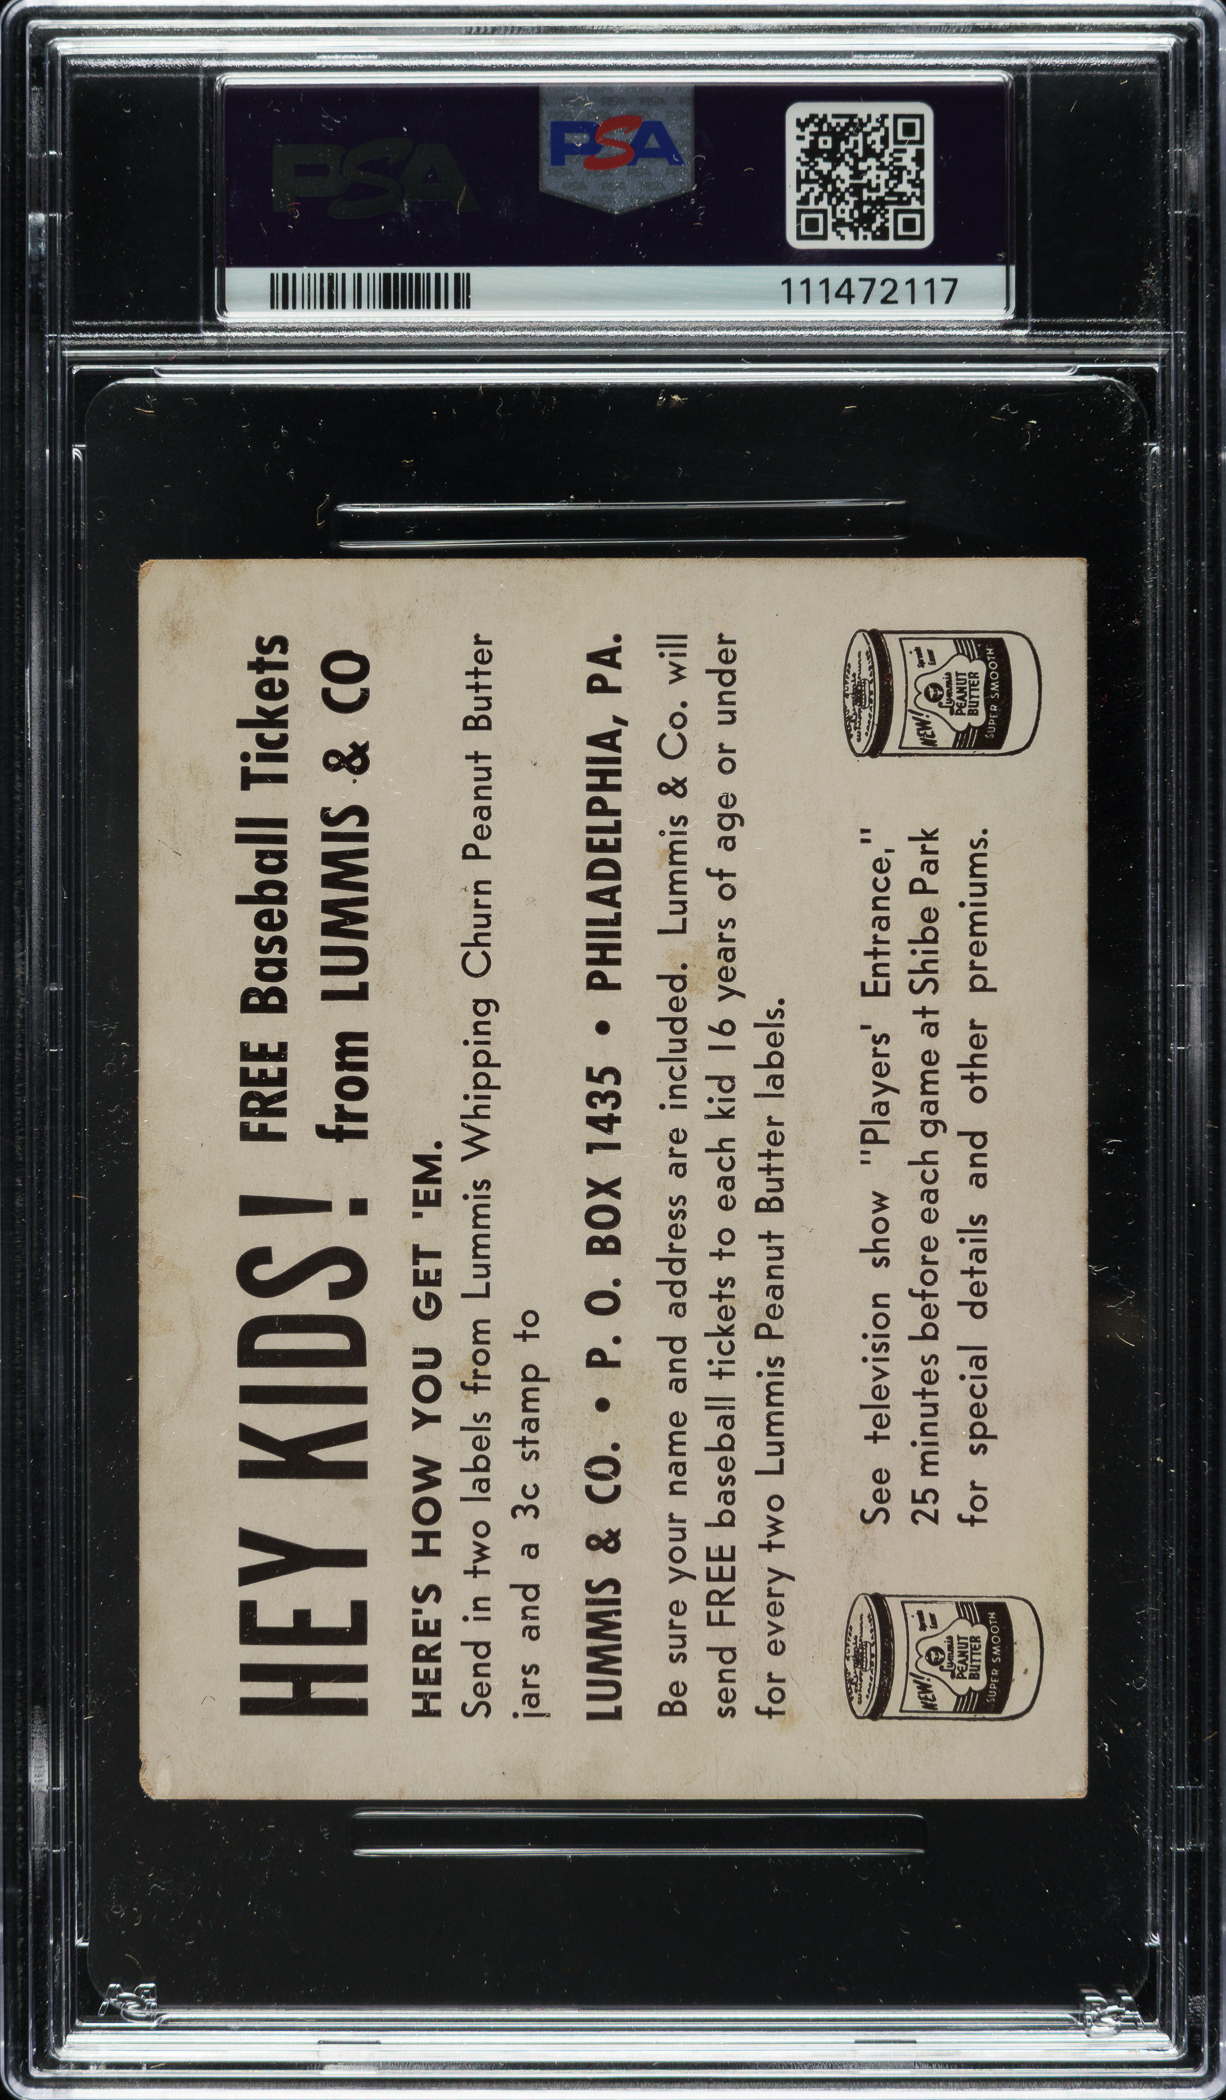 PSA
PSA
111472117
HEY KIDS! FREE Baseball Tickets
from LUMMIS & CO
HERE'S HOW YOU GET 'EM.
Send in two labels from Lummis Whipping Churn Peanut Butter
jars and a 3c stamp to
LUMMIS & CO. • P. O. BOX 1435 • PHILADELPHIA, PA.
Be sure your name and address are included. Lummis & Co. will
send FREE baseball tickets to each kid 16 years of age or under
for every two Lummis Peanut Butter labels.
See television show "Players' Entrance,"
25 minutes before each game at Shibe Park
for special details and other premiums.
NEW!
Lummis
PEANUT
BUTTER
SUPER SMOOTH
NEW!
Lummis
PEANUT
BUTTER
SUPER SMOOTH